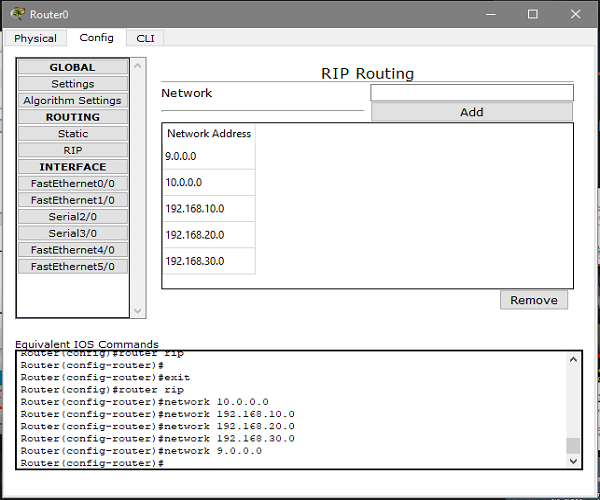 Router0
Physical Config CLI
GLOBAL
Settings
Algorithm Settings
ROUTING
Static
RIP
INTERFACE
FastEthernet0/0
FastEthernet1/0
Serial2/0
Serial3/0
FastEthernet4/0
FastEthernet5/0
RIP Routing
Network
Add
Network Address
9.0.0.0
10.0.0.0
192.168.10.0
192.168.20.0
192.168.30.0
Remove
Equivalent IOS Commands
Router(config)#router rip
Router(config-router)#
Router(config-router)#exit
Router(config)#router rip
Router(config-router)#network 10.0.0.0
Router(config-router)#network 192.168.10.0
Router(config-router)#network 192.168.20.0
Router(config-router)#network 192.168.30.0
Router(config-router)#network 9.0.0.0
Router(config-router)#